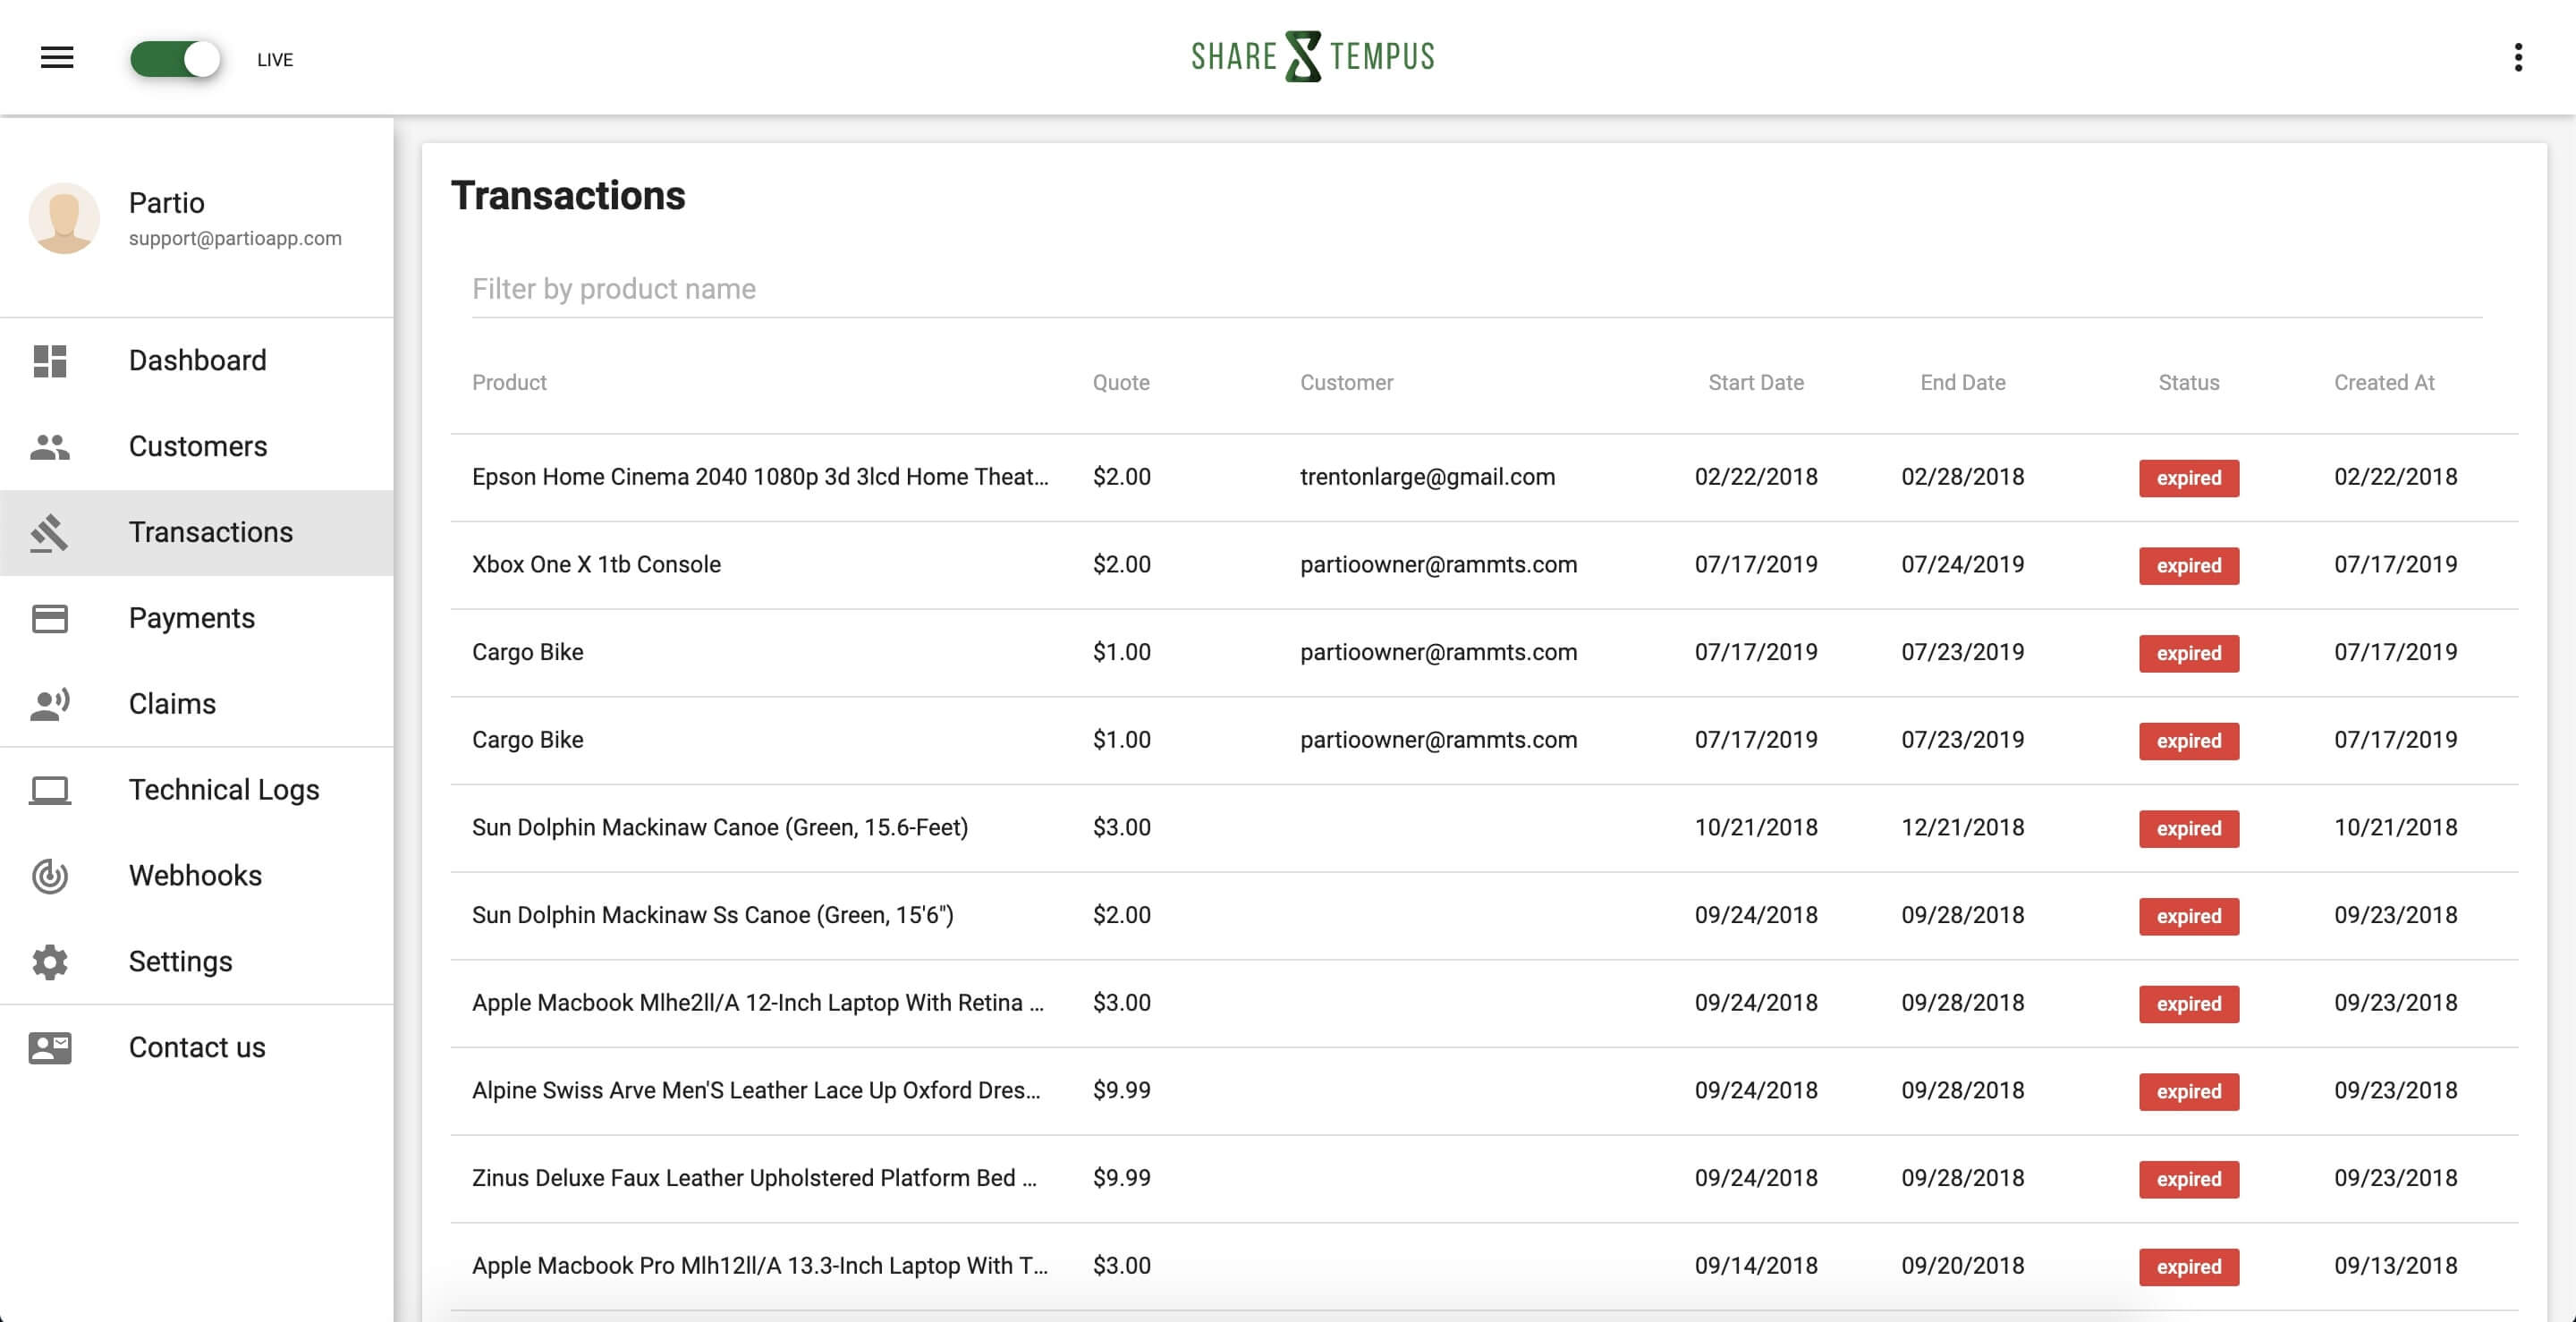 LIVE
SHARE TEMPUS
Partio
support@partioapp.com
Dashboard
Customers
Transactions
Payments
Claims
Technical Logs
Webhooks
Settings
Contact us
Transactions
Filter by product name
Product Quote Customer Start Date End Date Status Created At
Epson Home Cinema 2040 1080p 3d 3lcd Home Theat... $2.00 trentonlarge@gmail.com 02/22/2018 02/28/2018 expired 02/22/2018
Xbox One X 1tb Console $2.00 partioowner@rammts.com 07/17/2019 07/24/2019 expired 07/17/2019
Cargo Bike $1.00 partioowner@rammts.com 07/17/2019 07/23/2019 expired 07/17/2019
Cargo Bike $1.00 partioowner@rammts.com 07/17/2019 07/23/2019 expired 07/17/2019
Sun Dolphin Mackinaw Canoe (Green, 15.6-Feet) $3.00 10/21/2018 12/21/2018 expired 10/21/2018
Sun Dolphin Mackinaw Ss Canoe (Green, 15'6") $2.00 09/24/2018 09/28/2018 expired 09/23/2018
Apple Macbook Mlhe2ll/A 12-Inch Laptop With Retina ... $3.00 09/24/2018 09/28/2018 expired 09/23/2018
Alpine Swiss Arve Men'S Leather Lace Up Oxford Dres... $9.99 09/24/2018 09/28/2018 expired 09/23/2018
Zinus Deluxe Faux Leather Upholstered Platform Bed ... $9.99 09/24/2018 09/28/2018 expired 09/23/2018
Apple Macbook Pro Mlh12ll/A 13.3-Inch Laptop With T... $3.00 09/14/2018 09/20/2018 expired 09/13/2018